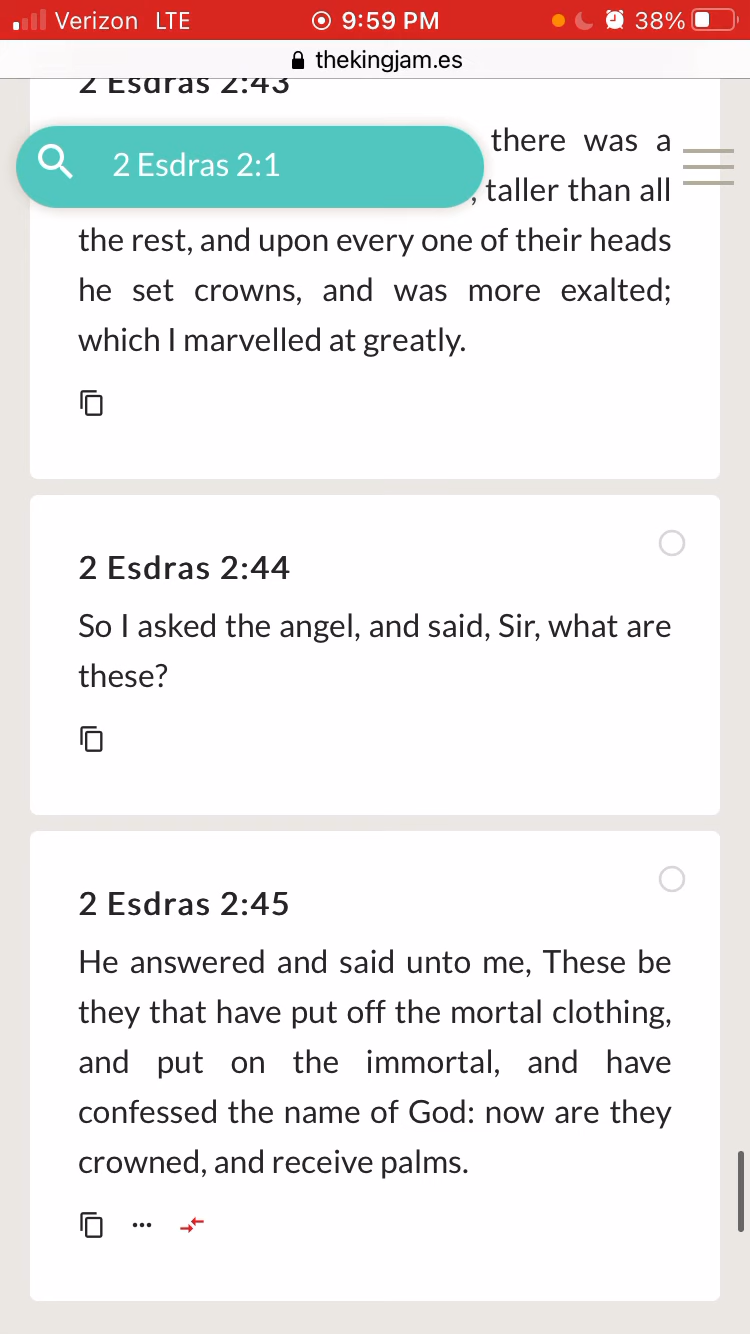 Verizon LTE 9:59 PM 38%
thekingjam.es
2 Esdras 2:43
there was a
2 Esdras 2:1
, taller than all
the rest, and upon every one of their heads
he set crowns, and was more exalted;
which I marvelled at greatly.
2 Esdras 2:44
So I asked the angel, and said, Sir, what are
these?
2 Esdras 2:45
He answered and said unto me, These be
they that have put off the mortal clothing,
and put on the immortal, and have
confessed the name of God: now are they
crowned, and receive palms.